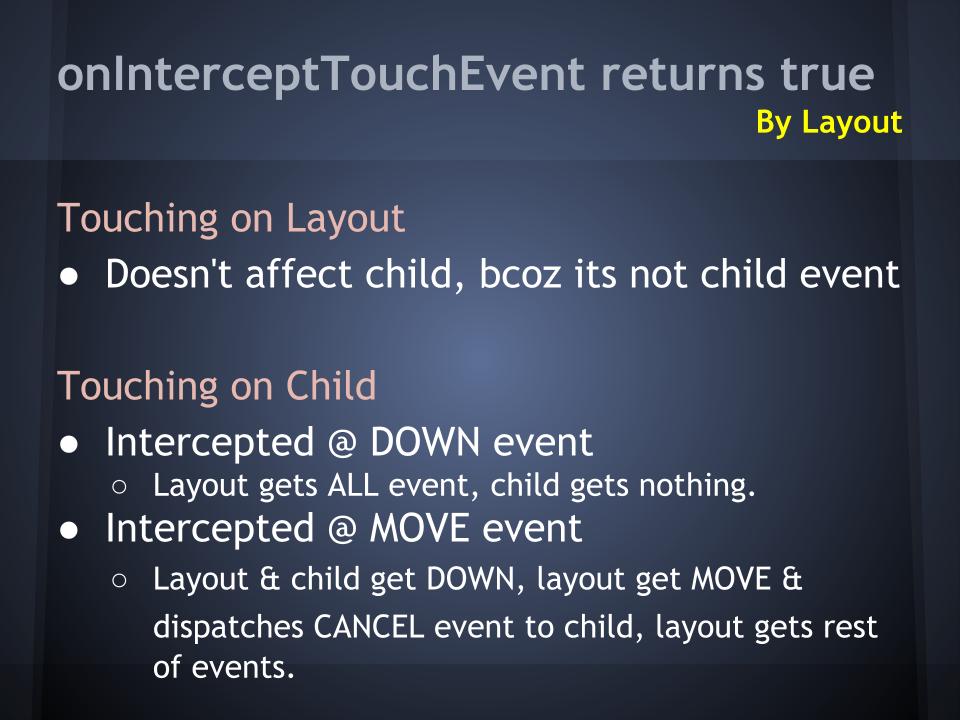 onInterceptTouchEvent returns true
By Layout
Touching on Layout
● Doesn't affect child, bcoz its not child event
Touching on Child
● Intercepted @ DOWN event
○ Layout gets ALL event, child gets nothing.
● Intercepted @ MOVE event
○ Layout & child get DOWN, layout get MOVE &
dispatches CANCEL event to child, layout gets rest
of events.